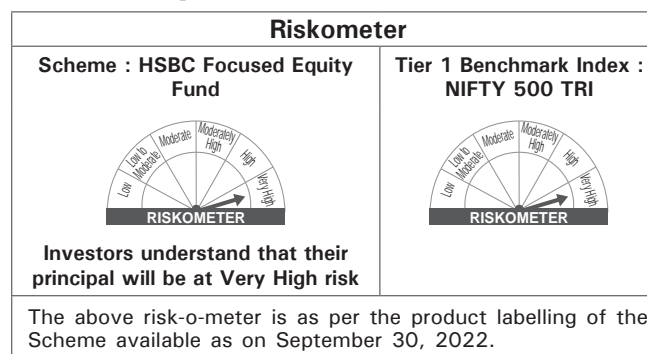 Riskometer
Scheme : HSBC Focused Equity
Fund
Low
Low to
Moderate
Moderate
Moderately
High
High
Very High
RISKOMETER
Investors understand that their
principal will be at Very High risk
Tier 1 Benchmark Index :
NIFTY 500 TRI
Low
Low to
Moderate
Moderate
Moderately
High
High
Very High
RISKOMETER
The above risk-o-meter is as per the product labelling of the
Scheme available as on September 30, 2022.